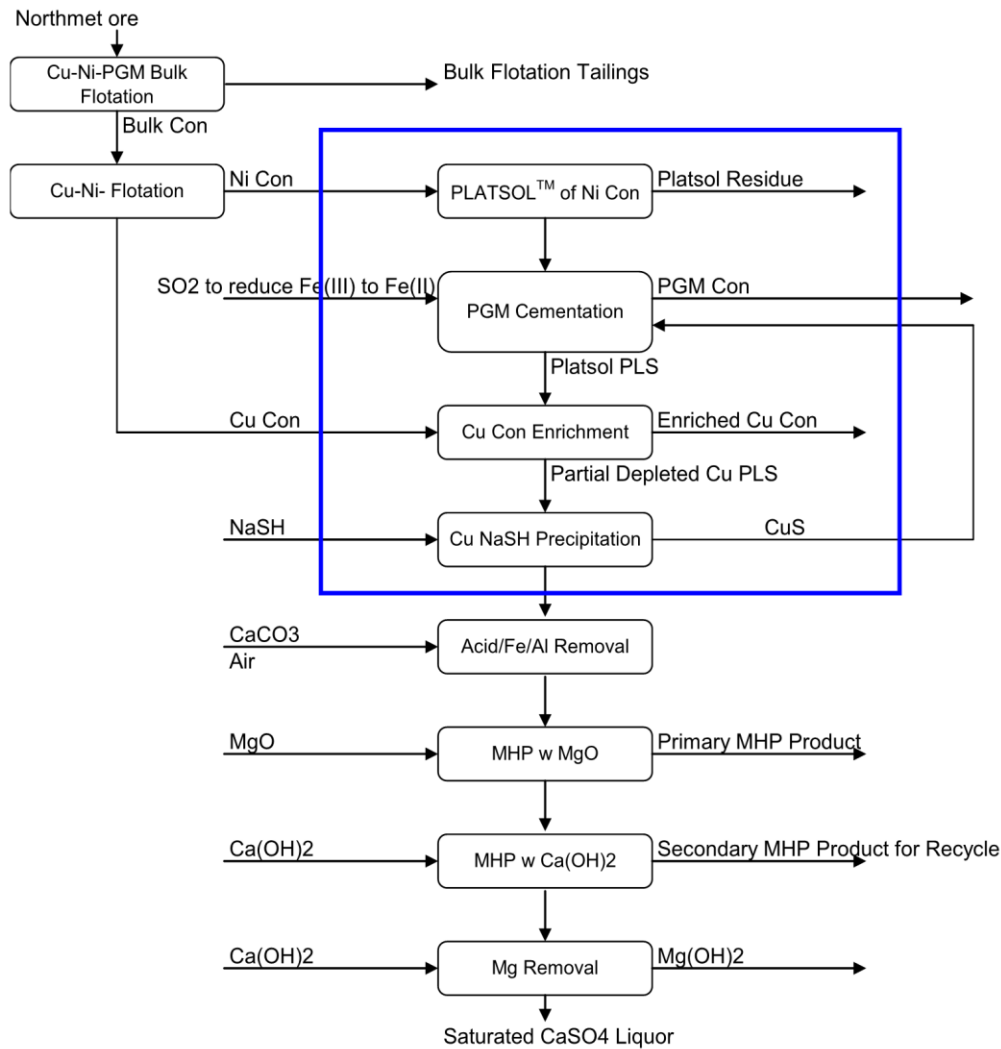 Northmet ore
Cu-Ni-PGM Bulk
Flotation
Bulk Flotation Tailings
Bulk Con
Cu-Ni- Flotation
Ni Con
PLATSOL™ of Ni Con
Platsol Residue
SO2 to reduce Fe(III) to Fe(II)
PGM Cementation
PGM Con
Platsol PLS
Cu Con
Cu Con Enrichment
Enriched Cu Con
Partial Depleted Cu PLS
NaSH
Cu NaSH Precipitation
CuS
CaCO3
Air
Acid/Fe/Al Removal
MgO
MHP w MgO
Primary MHP Product
Ca(OH)2
MHP w Ca(OH)2
Secondary MHP Product for Recycle
Ca(OH)2
Mg Removal
Mg(OH)2
Saturated CaSO4 Liquor